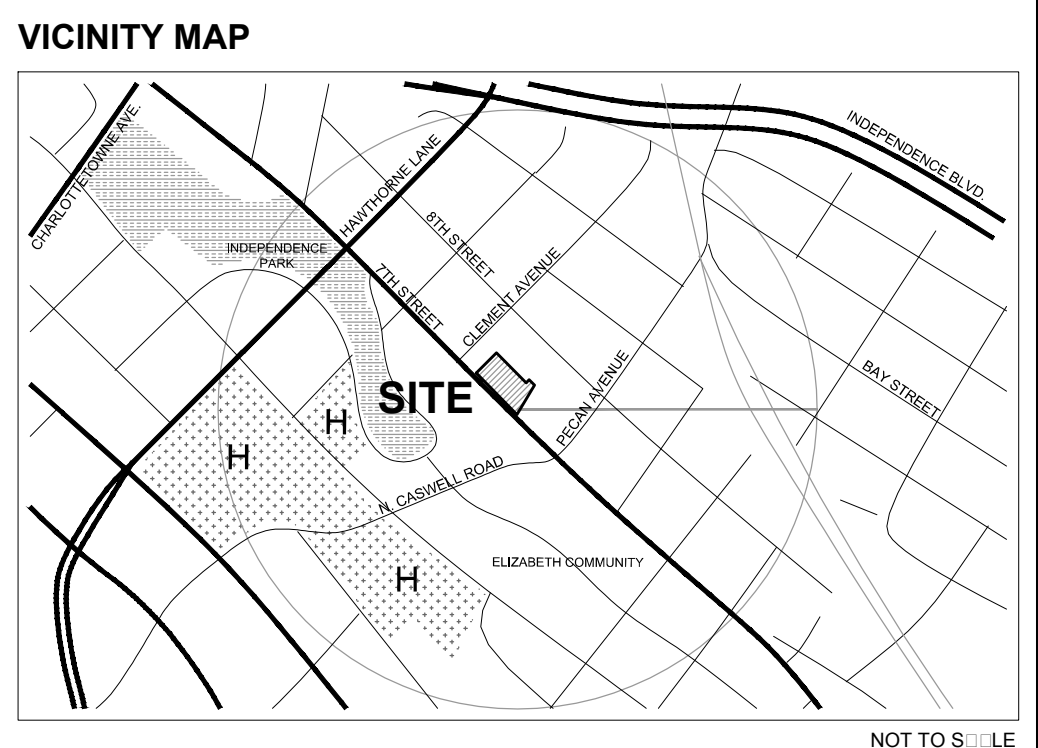 VICINITY MAP
CHARLOTTETOWNE AVE.
INDEPENDENCE BLVD.
HAWTHORNE LANE
8TH STREET
INDEPENDENCE
PARK
7TH STREET
CLEMENT AVENUE
SITE
PECAN AVENUE
BAY STREET
H
H
N. CASWELL ROAD
ELIZABETH COMMUNITY
H
NOT TO S□□LE